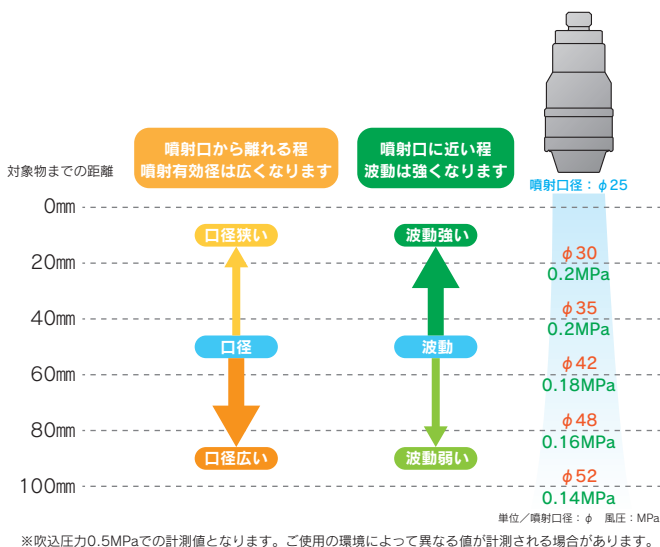 噴射口から離れる程
噴射有効径は広くなります
噴射口に近い程
波動は強くなります
対象物までの距離
噴射口径：φ25
0mm
口径狭い
波動強い
20mm
φ30
0.2MPa
40mm
φ35
0.2MPa
口径
波動
60mm
φ42
0.18MPa
80mm
φ48
0.16MPa
口径広い
波動弱い
100mm
φ52
0.14MPa
単位／噴射口径：φ　風圧：MPa
※吹込圧力0.5MPaでの計測値となります。ご使用の環境によって異なる値が計測される場合があります。